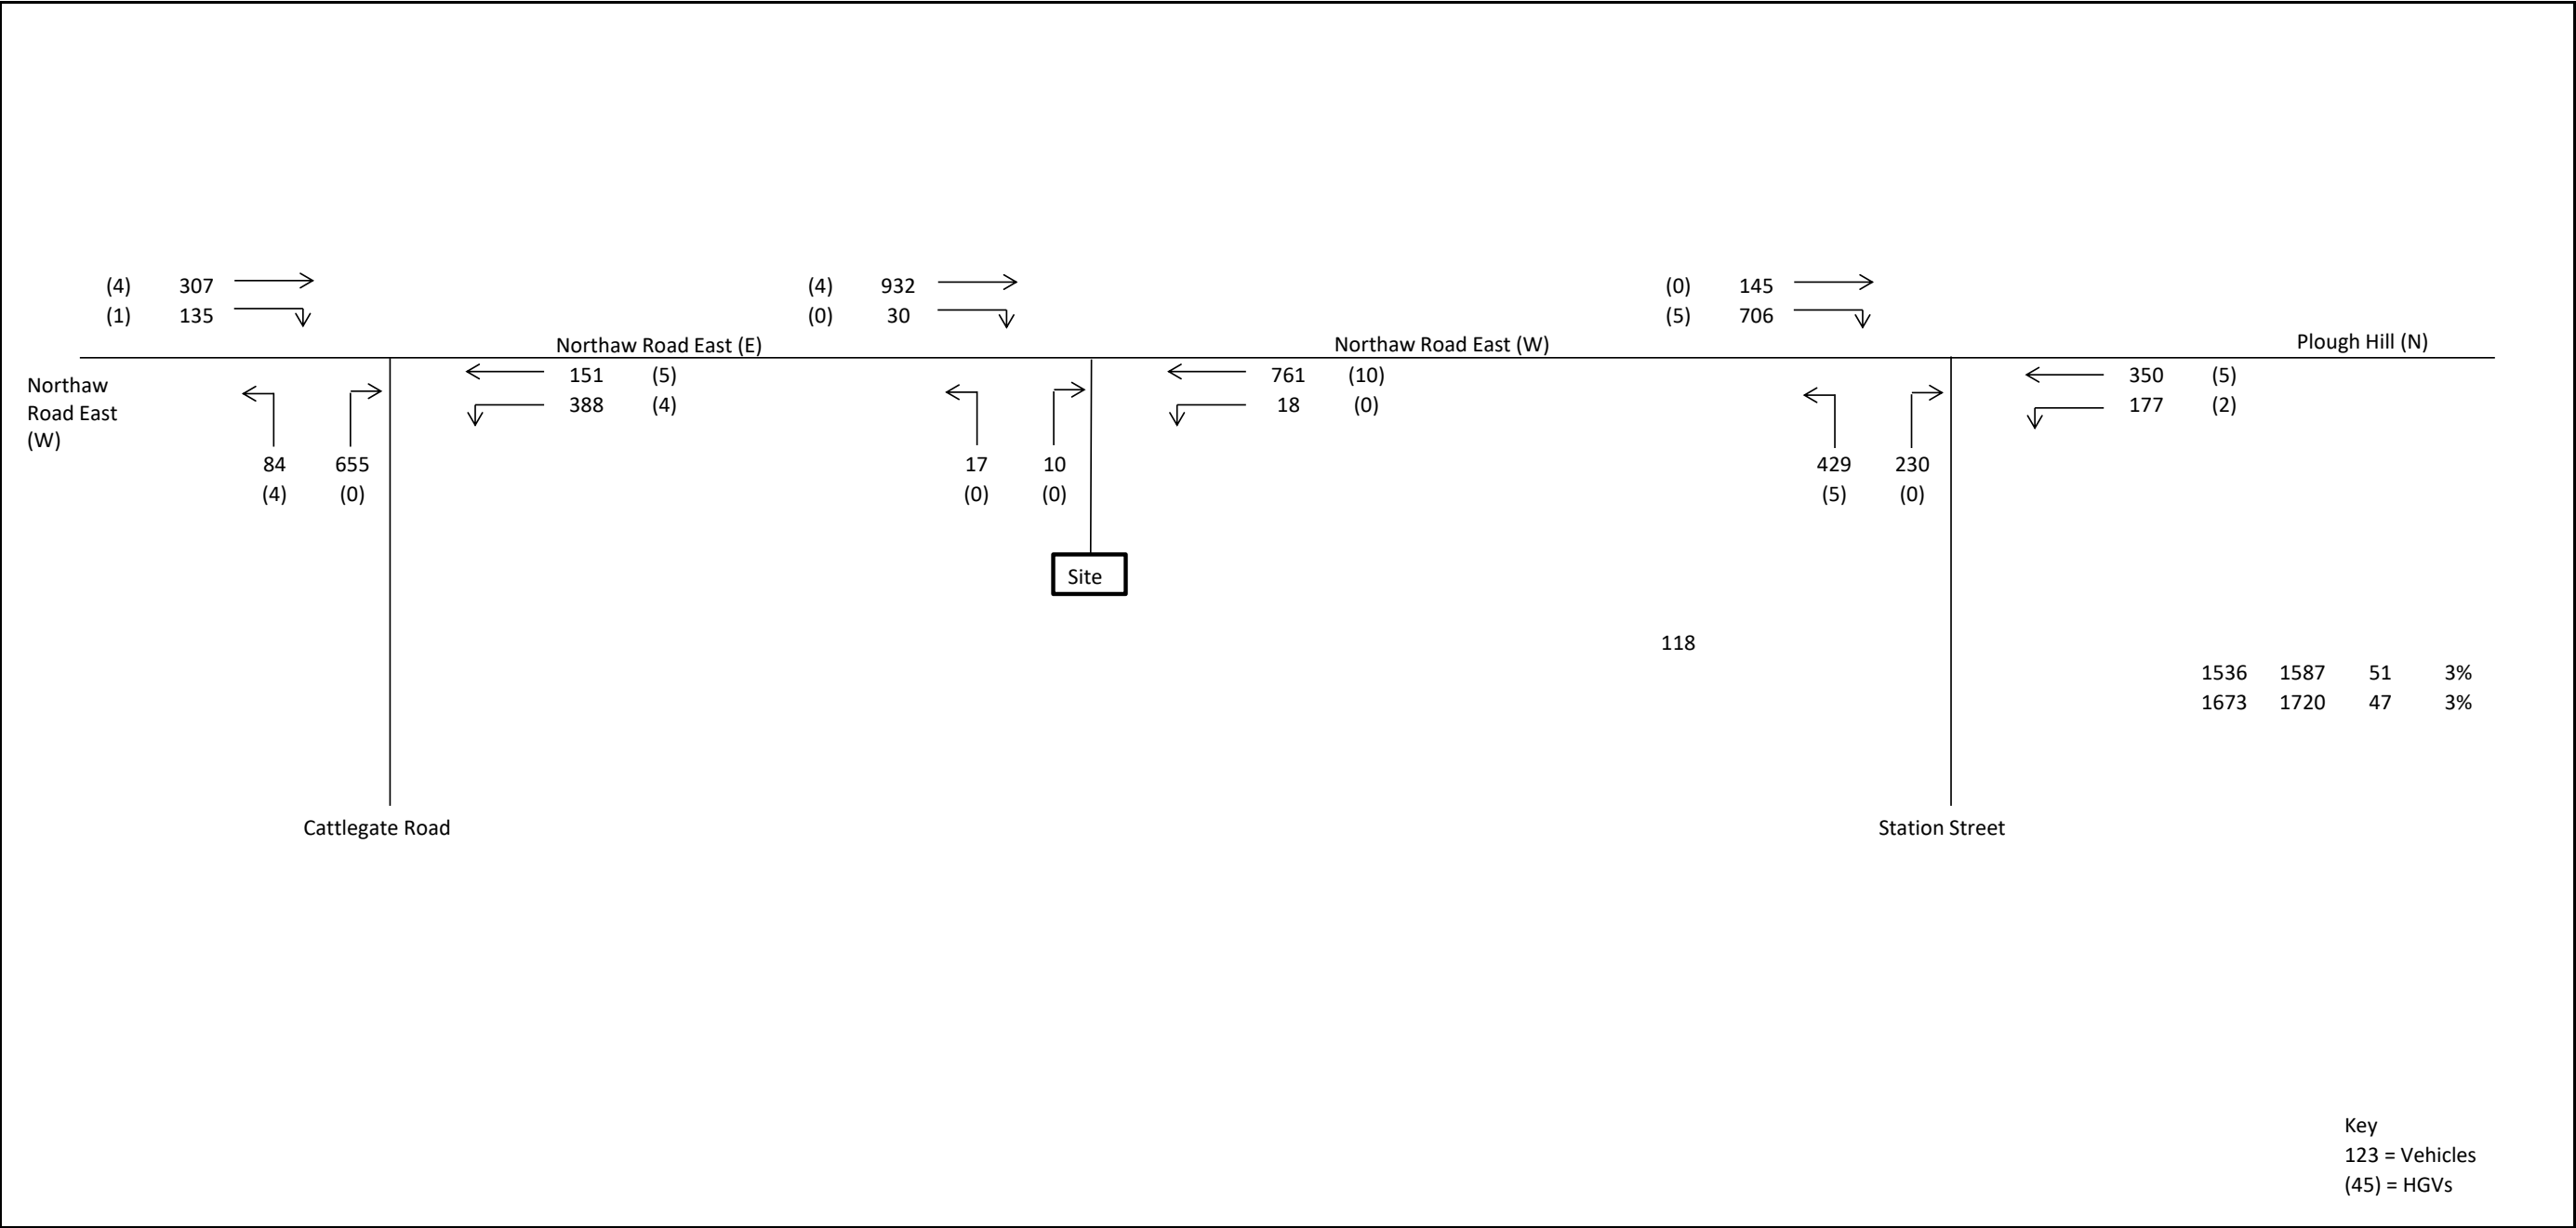 (4) 307 (4) 932 (0) 145
(1) 135 (0) 30 (5) 706
Northaw Road East (E) Northaw Road East (W) Plough Hill (N)
151 (5) 761 (10) 350 (5)
388 (4) 18 (0) 177 (2)
Northaw
Road East
(W)
84 655 17 10 429 230
(4) (0) (0) (0) (5) (0)
Site
118
1536 1587 51 3%
1673 1720 47 3%
Cattlegate Road Station Street
Key
123 = Vehicles
(45) = HGVs